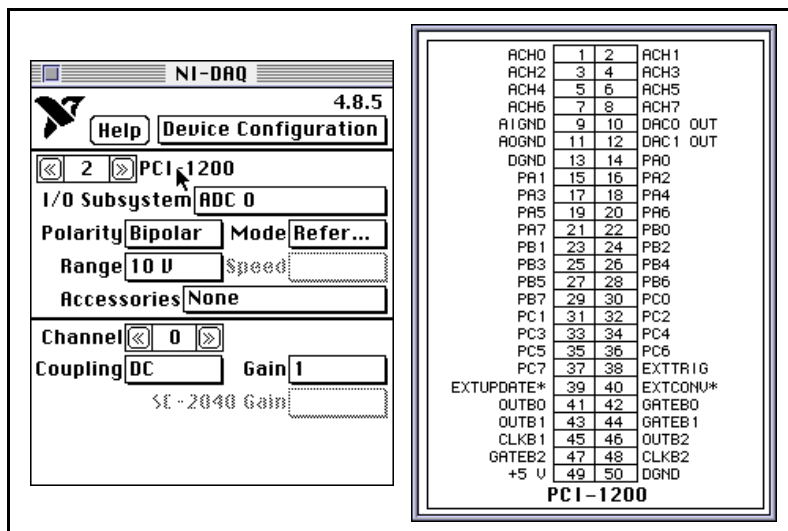 NI-DAQ
4.8.5
Help Device Configuration
2 PCI-1200
I/O Subsystem ADC 0
Polarity Bipolar Mode Refer...
Range 10 V Speed
Accessories None
Channel 0
Coupling DC Gain 1
SC-2040 Gain
ACH0 1 2 ACH1
ACH2 3 4 ACH3
ACH4 5 6 ACH5
ACH6 7 8 ACH7
AIGND 9 10 DAC0 OUT
AOGND 11 12 DAC1 OUT
DGND 13 14 PA0
PA1 15 16 PA2
PA3 17 18 PA4
PA5 19 20 PA6
PA7 21 22 PB0
PB1 23 24 PB2
PB3 25 26 PB4
PB5 27 28 PB6
PB7 29 30 PC0
PC1 31 32 PC2
PC3 33 34 PC4
PC5 35 36 PC6
PC7 37 38 EXTTRIG
EXTUPDATE* 39 40 EXTCONV*
OUTB0 41 42 GATEB0
OUTB1 43 44 GATEB1
CLKB1 45 46 OUTB2
GATEB2 47 48 CLKB2
+5 V 49 50 DGND
PCI-1200